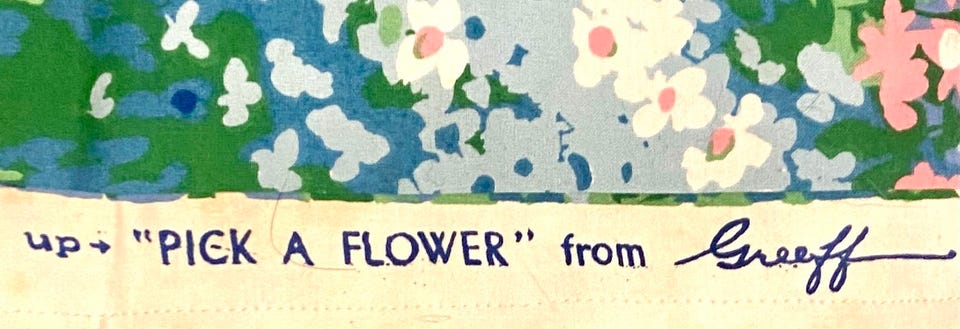 up→ "PICK A FLOWER" from Greeff